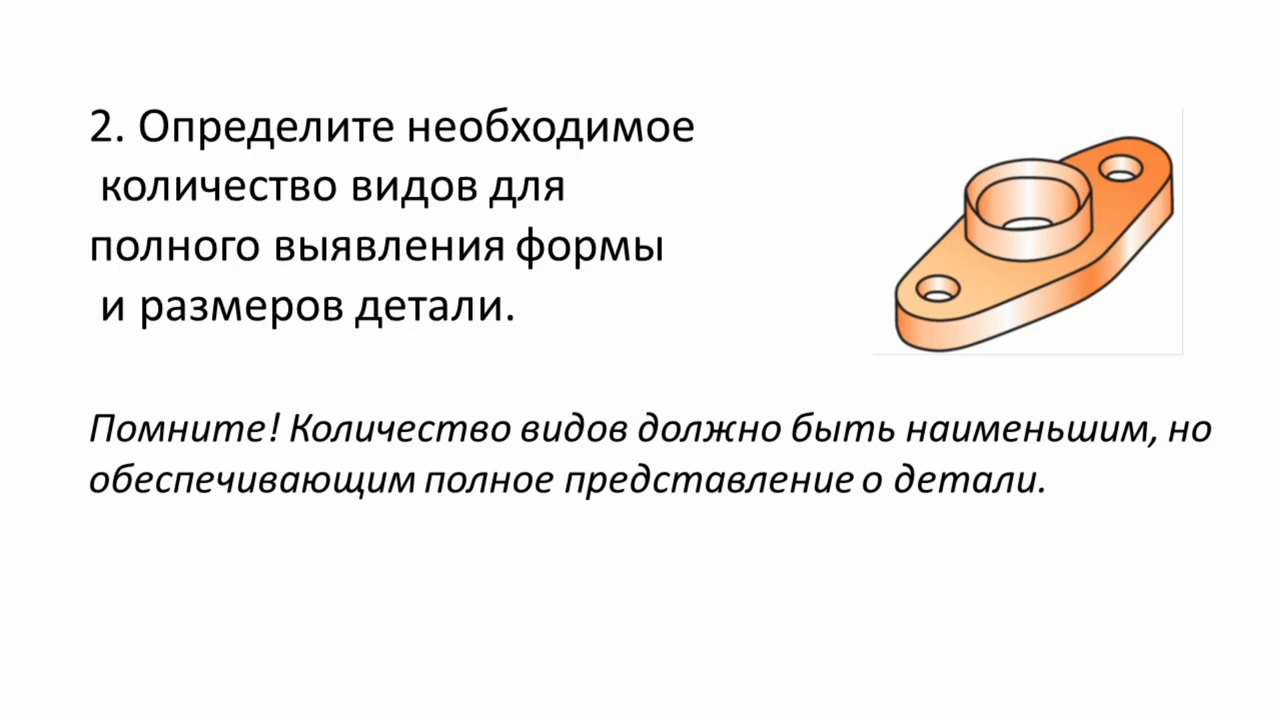 2. Определите необходимое
количество видов для
полного выявления формы
и размеров детали.
Помните! Количество видов должно быть наименьшим, но
обеспечивающим полное представление о детали.